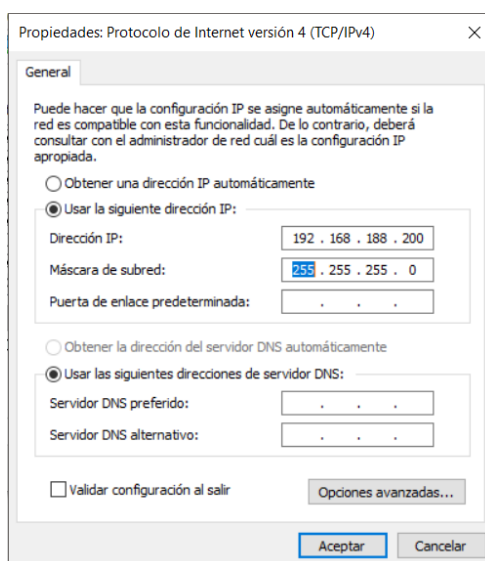 Propiedades: Protocolo de Internet versión 4 (TCP/IPv4)
General
Puede hacer que la configuración IP se asigne automáticamente si la
red es compatible con esta funcionalidad. De lo contrario, deberá
consultar con el administrador de red cuál es la configuración IP
apropiada.
Obtener una dirección IP automáticamente
Usar la siguiente dirección IP:
Dirección IP: 192 . 168 . 188 . 200
Máscara de subred: 255 . 255 . 255 . 0
Puerta de enlace predeterminada: . . .
Obtener la dirección del servidor DNS automáticamente
Usar las siguientes direcciones de servidor DNS:
Servidor DNS preferido: . . .
Servidor DNS alternativo: . . .
Validar configuración al salir Opciones avanzadas...
Aceptar Cancelar